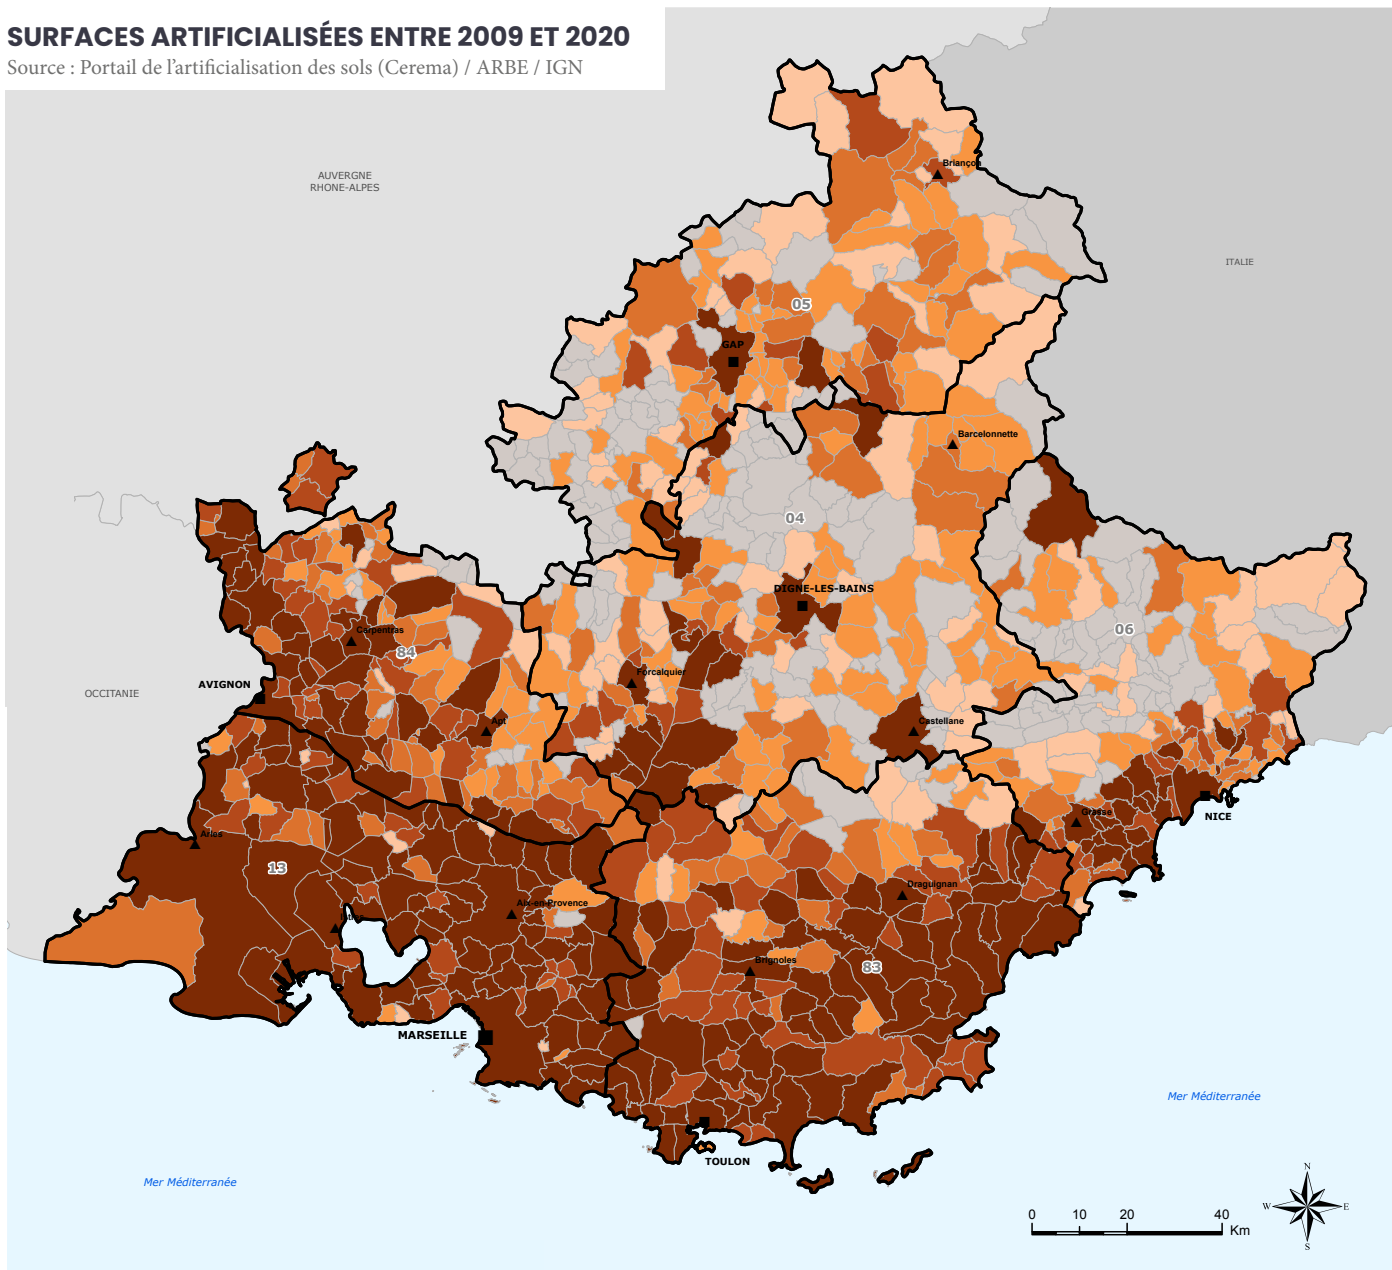 SURFACES ARTIFICIALISÉES ENTRE 2009 ET 2020
Source : Portail de l'artificialisation des sols (Cerema) / ARBE / IGN
AUVERGNE
RHONE-ALPES
Briançon
ITALIE
05
GAP
Barcelonnette
04
DIGNE-LES-BAINS
Carpentras
06
84
Forcalquier
AVIGNON
OCCITANIE
Apt
Castellane
NICE
Grasse
Arles
13
Draguignan
Aix-en-Provence
Istres
Brignoles
83
MARSEILLE
Mer Méditerranée
TOULON
Mer Méditerranée
N
W
E
S
0 10 20 40
Km